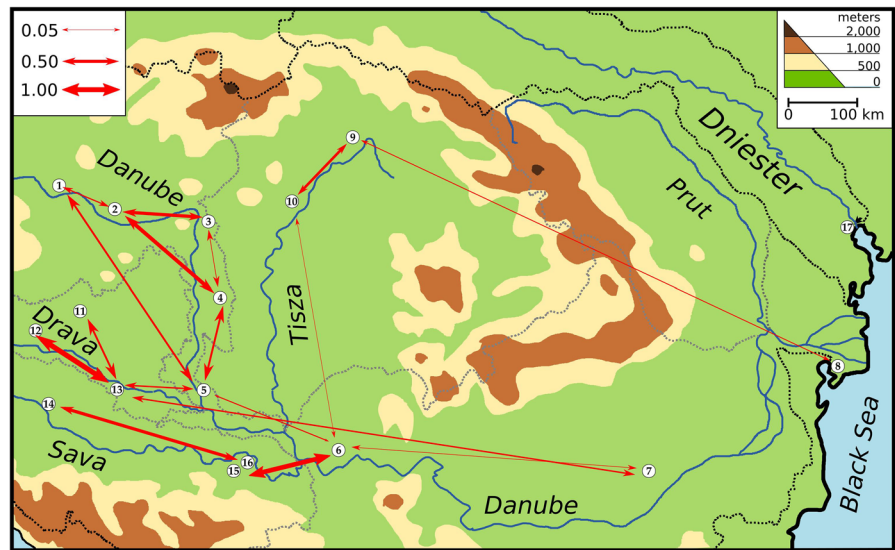 0.05
0.50
1.00
meters
2,000
1,000
500
0
0 100 km
Danube
Dniester
Prut
Tisza
Drava
Sava
Danube
Black Sea
1
2
3
4
5
6
7
8
9
10
11
12
13
14
15
16
17